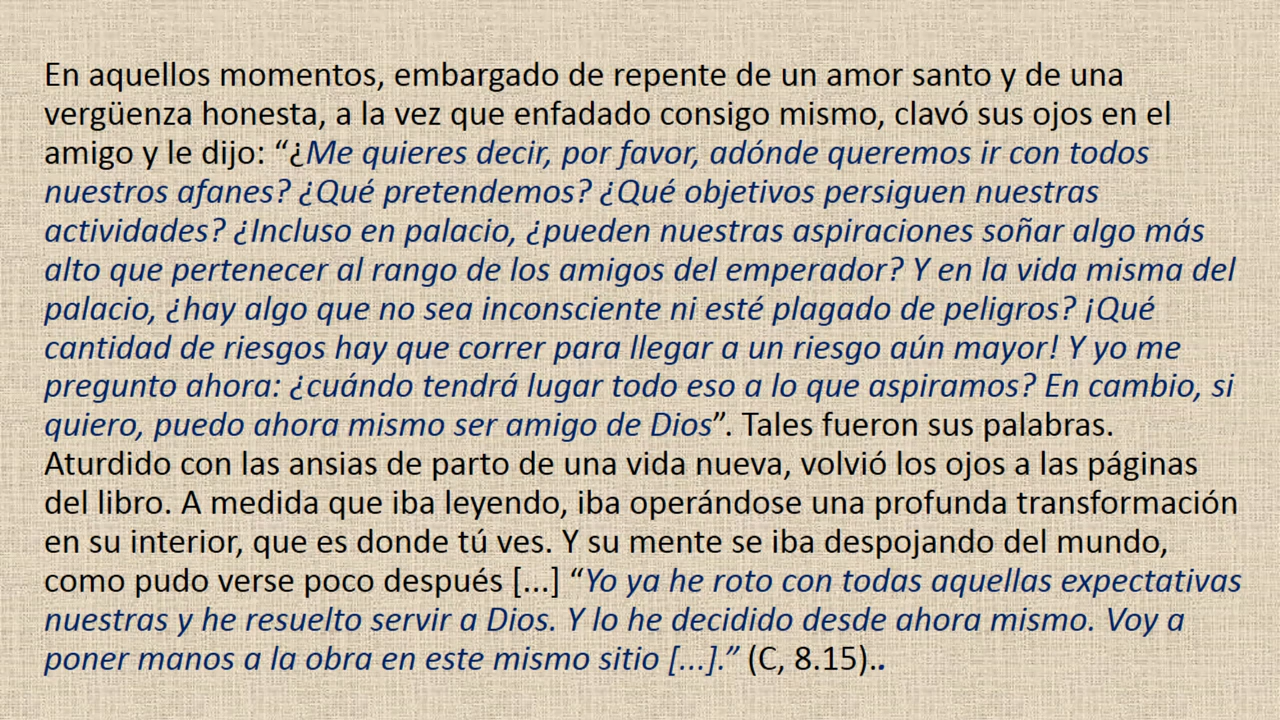 En aquellos momentos, embargado de repente de un amor santo y de una
vergüenza honesta, a la vez que enfadado consigo mismo, clavó sus ojos en el
amigo y le dijo: “¿Me quieres decir, por favor, adónde queremos ir con todos
nuestros afanes? ¿Qué pretendemos? ¿Qué objetivos persiguen nuestras
actividades? ¿Incluso en palacio, ¿pueden nuestras aspiraciones soñar algo más
alto que pertenecer al rango de los amigos del emperador? Y en la vida misma del
palacio, ¿hay algo que no sea inconsciente ni esté plagado de peligros? ¡Qué
cantidad de riesgos hay que correr para llegar a un riesgo aún mayor! Y yo me
pregunto ahora: ¿cuándo tendrá lugar todo eso a lo que aspiramos? En cambio, si
quiero, puedo ahora mismo ser amigo de Dios”. Tales fueron sus palabras.
Aturdido con las ansias de parto de una vida nueva, volvió los ojos a las páginas
del libro. A medida que iba leyendo, iba operándose una profunda transformación
en su interior, que es donde tú ves. Y su mente se iba despojando del mundo,
como pudo verse poco después [...] “Yo ya he roto con todas aquellas expectativas
nuestras y he resuelto servir a Dios. Y lo he decidido desde ahora mismo. Voy a
poner manos a la obra en este mismo sitio [...].” (C, 8.15)..